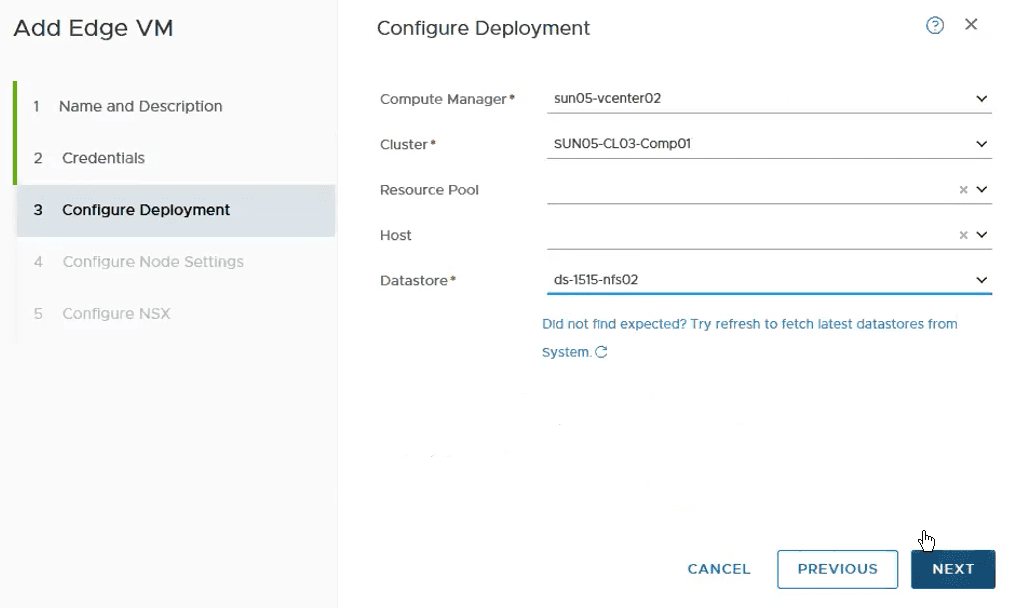 Add Edge VM
1 Name and Description
2 Credentials
3 Configure Deployment
4 Configure Node Settings
5 Configure NSX
Configure Deployment
Compute Manager* sun05-vcenter02
Cluster* SUN05-CL03-Comp01
Resource Pool
Host
Datastore* ds-1515-nfs02
Did not find expected? Try refresh to fetch latest datastores from
System.
CANCEL PREVIOUS NEXT